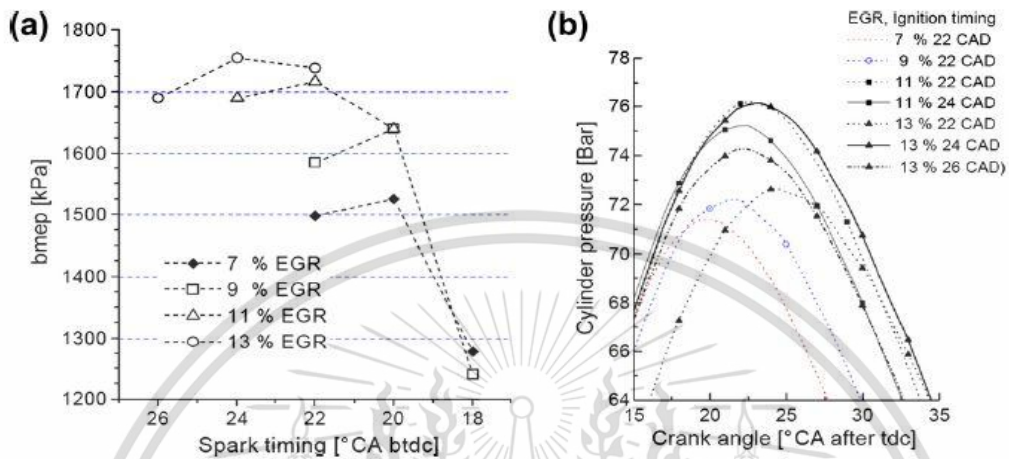 (a)
1800
1700
1600
1500
1400
1300
1200
bmep [kPa]
7 % EGR
9 % EGR
11 % EGR
13 % EGR
26 24 22 20 18
Spark timing [°CA btdc]
(b)
EGR, Ignition timing
7 % 22 CAD
9 % 22 CAD
11 % 22 CAD
11 % 24 CAD
13 % 22 CAD
13 % 24 CAD
13 % 26 CAD)
78
76
74
72
70
68
66
64
Cylinder pressure [Bar]
15 20 25 30 35
Crank angle [°CA after tdc]